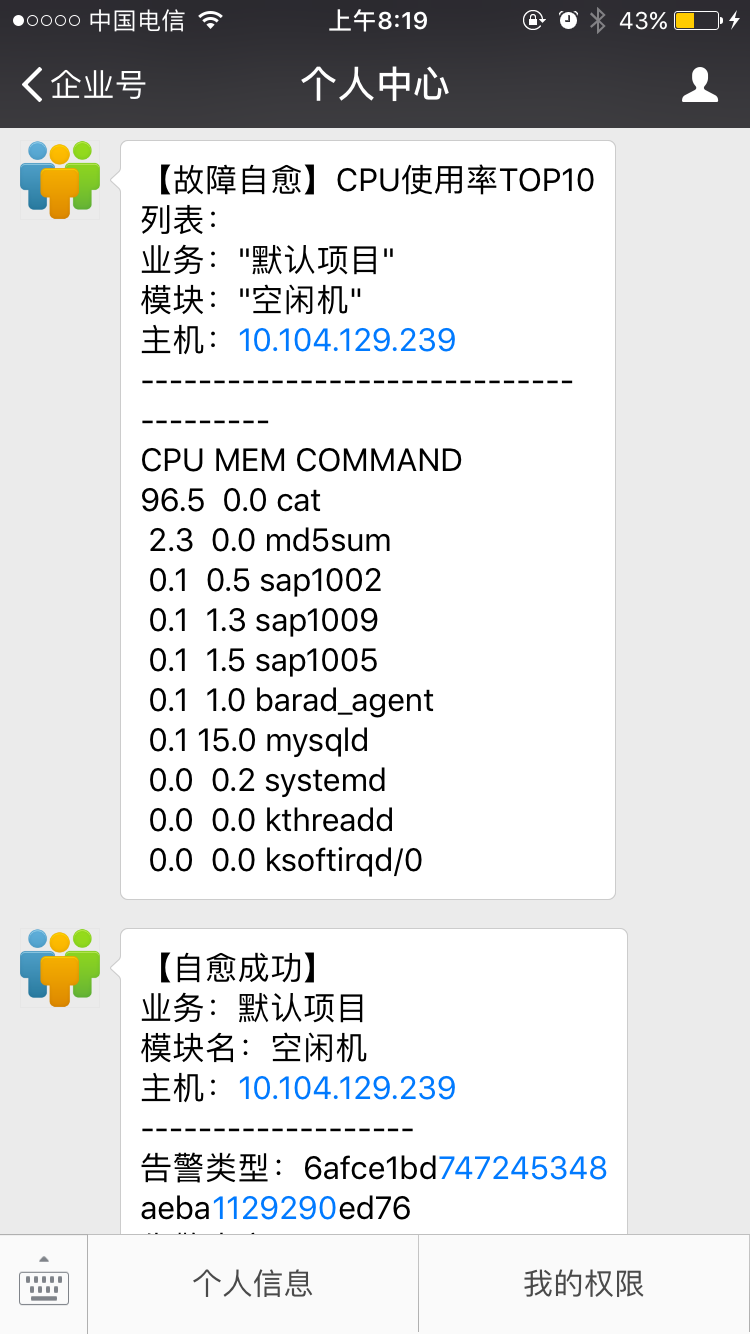 中国电信 上午8:19 43%
企业号 个人中心
【故障自愈】CPU使用率TOP10
列表：
业务："默认项目"
模块："空闲机"
主机：10.104.129.239
------------------------------
---------
CPU MEM COMMAND
96.5 0.0 cat
2.3 0.0 md5sum
0.1 0.5 sap1002
0.1 1.3 sap1009
0.1 1.5 sap1005
0.1 1.0 barad_agent
0.1 15.0 mysqld
0.0 0.2 systemd
0.0 0.0 kthreadd
0.0 0.0 ksoftirqd/0
【自愈成功】
业务：默认项目
模块名：空闲机
主机：10.104.129.239
-------------------
告警类型：6afce1bd747245348
aeba1129290ed76
个人信息 我的权限